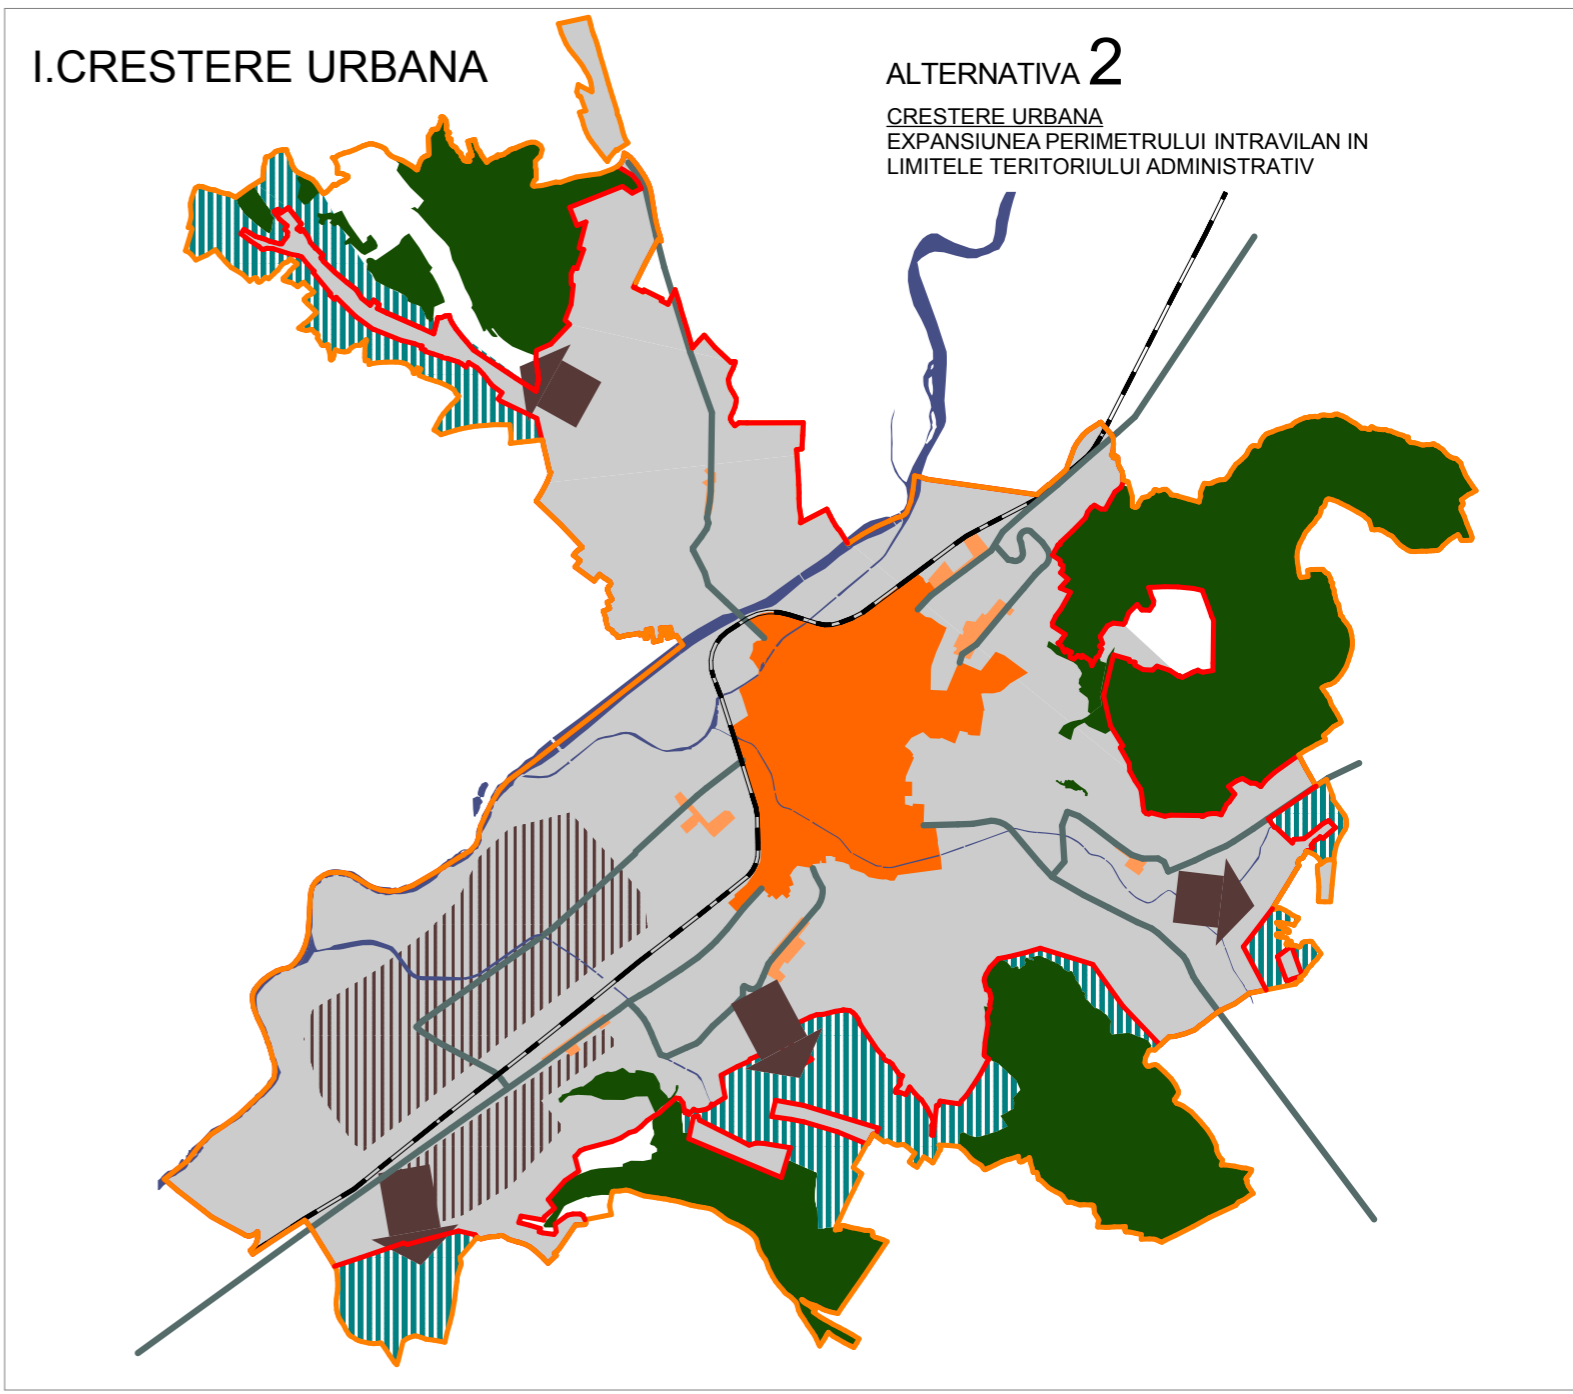 I.CRESTERE URBANA
ALTERNATIVA 2
CRESTERE URBANA
EXPANSIUNEA PERIMETRULUI INTRAVILAN IN
LIMITELE TERITORIULUI ADMINISTRATIV